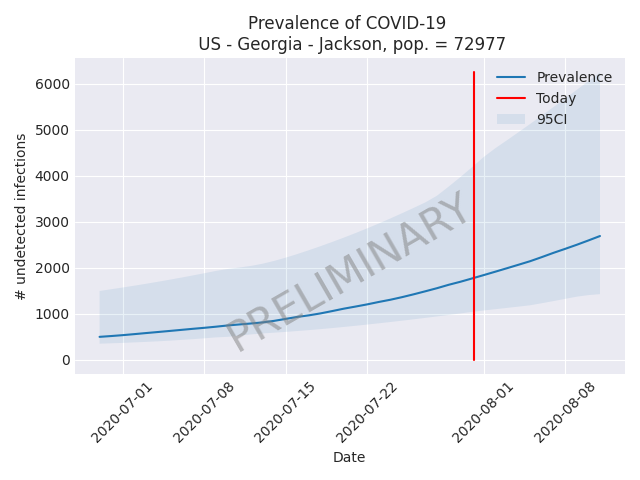 Prevalence of COVID-19
US - Georgia - Jackson, pop. = 72977
6000
5000
4000
3000
2000
1000
0
# undetected infections
Prevalence
Today
95CI
PRELIMINARY
2020-07-01
2020-07-08
2020-07-15
2020-07-22
2020-08-01
2020-08-08
Date